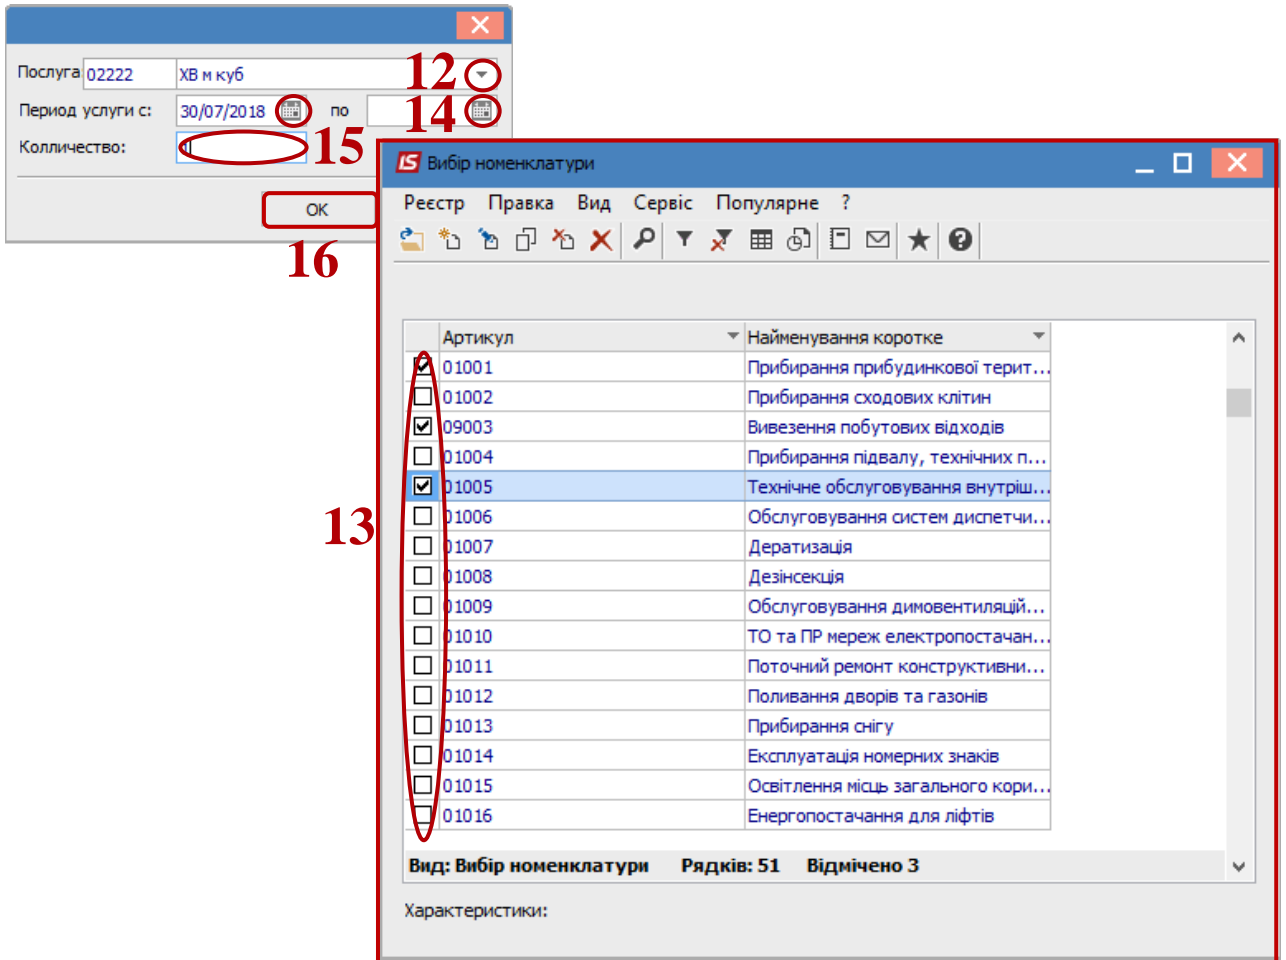 Послуга 02222 ХВ м куб 12
Период услуги с: 30/07/2018 по 14
Колличество: 15
OK
16
Вибір номенклатури
Реєстр Правка Вид Сервіс Популярне ?
Артикул Найменування коротке
01001 Прибирання прибудинкової терит...
01002 Прибирання сходових клітин
09003 Вивезення побутових відходів
01004 Прибирання підвалу, технічних п...
01005 Технічне обслуговування внутріш...
13
01006 Обслуговування систем диспетчи...
01007 Дератизація
01008 Дезінсекція
01009 Обслуговування димовентиляцій...
01010 ТО та ПР мереж електропостачан...
01011 Поточний ремонт конструктивни...
01012 Поливання дворів та газонів
01013 Прибирання снігу
01014 Експлуатація номерних знаків
01015 Освітлення місць загального кори...
01016 Енергопостачання для ліфтів
Вид: Вибір номенклатури Рядків: 51 Відмічено 3
Характеристики: